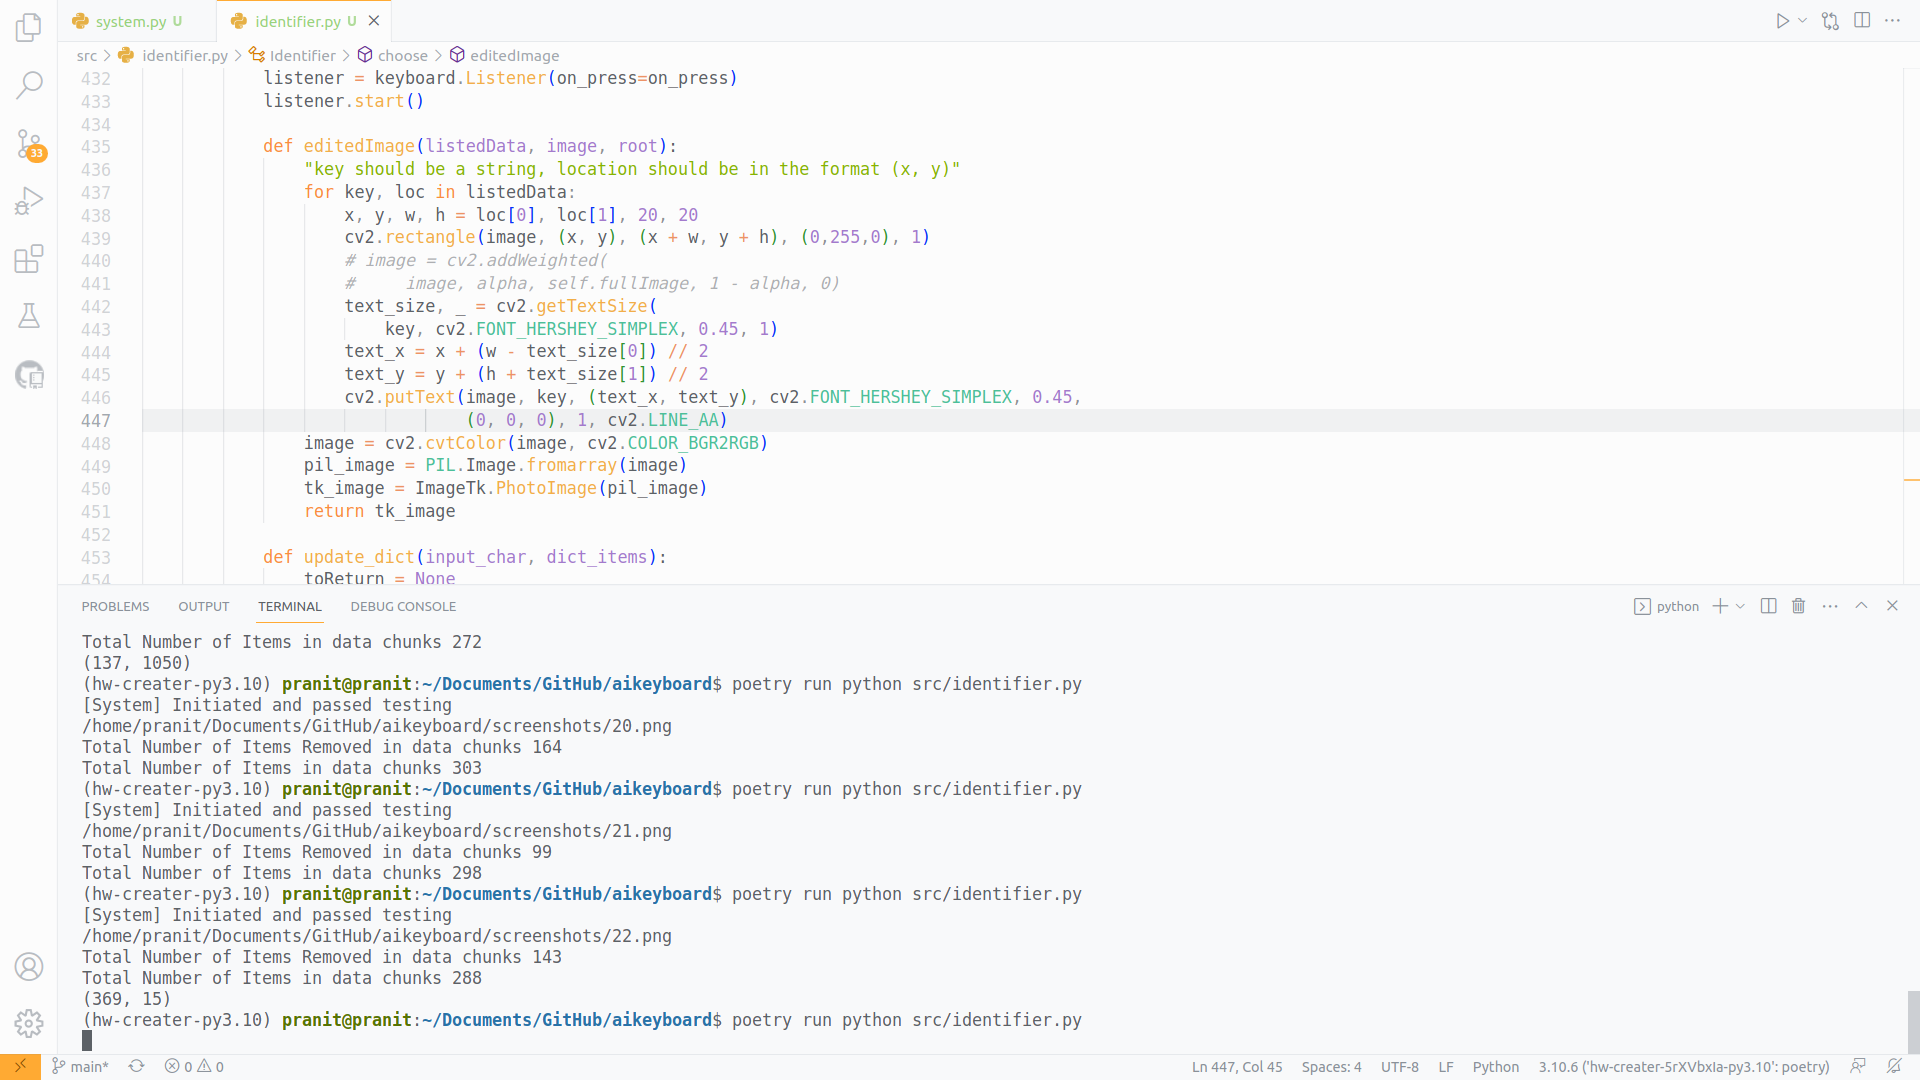 system.py U
identifier.py U
src > identifier.py > Identifier > choose > editedImage
432 listener = keyboard.Listener(on_press=on_press)
433 listener.start()
434
435 def editedImage(listedData, image, root):
436 "key should be a string, location should be in the format (x, y)"
437 for key, loc in listedData:
438 x, y, w, h = loc[0], loc[1], 20, 20
439 cv2.rectangle(image, (x, y), (x + w, y + h), (0,255,0), 1)
440 # image = cv2.addWeighted(
441 #     image, alpha, self.fullImage, 1 - alpha, 0)
442 text_size, _ = cv2.getTextSize(
443 key, cv2.FONT_HERSHEY_SIMPLEX, 0.45, 1)
444 text_x = x + (w - text_size[0]) // 2
445 text_y = y + (h + text_size[1]) // 2
446 cv2.putText(image, key, (text_x, text_y), cv2.FONT_HERSHEY_SIMPLEX, 0.45,
447 (0, 0, 0), 1, cv2.LINE_AA)
448 image = cv2.cvtColor(image, cv2.COLOR_BGR2RGB)
449 pil_image = PIL.Image.fromarray(image)
450 tk_image = ImageTk.PhotoImage(pil_image)
451 return tk_image
452
453 def update_dict(input_char, dict_items):
454 toReturn = None
33
PROBLEMS OUTPUT TERMINAL DEBUG CONSOLE python
Total Number of Items in data chunks 272
(137, 1050)
(hw-creater-py3.10) pranit@pranit:~/Documents/GitHub/aikeyboard$ poetry run python src/identifier.py
[System] Initiated and passed testing
/home/pranit/Documents/GitHub/aikeyboard/screenshots/20.png
Total Number of Items Removed in data chunks 164
Total Number of Items in data chunks 303
(hw-creater-py3.10) pranit@pranit:~/Documents/GitHub/aikeyboard$ poetry run python src/identifier.py
[System] Initiated and passed testing
/home/pranit/Documents/GitHub/aikeyboard/screenshots/21.png
Total Number of Items Removed in data chunks 99
Total Number of Items in data chunks 298
(hw-creater-py3.10) pranit@pranit:~/Documents/GitHub/aikeyboard$ poetry run python src/identifier.py
[System] Initiated and passed testing
/home/pranit/Documents/GitHub/aikeyboard/screenshots/22.png
Total Number of Items Removed in data chunks 143
Total Number of Items in data chunks 288
(369, 15)
(hw-creater-py3.10) pranit@pranit:~/Documents/GitHub/aikeyboard$ poetry run python src/identifier.py
main* 0 0 Ln 447, Col 45 Spaces: 4 UTF-8 LF Python 3.10.6 ('hw-creater-5rXVbxIa-py3.10': poetry)